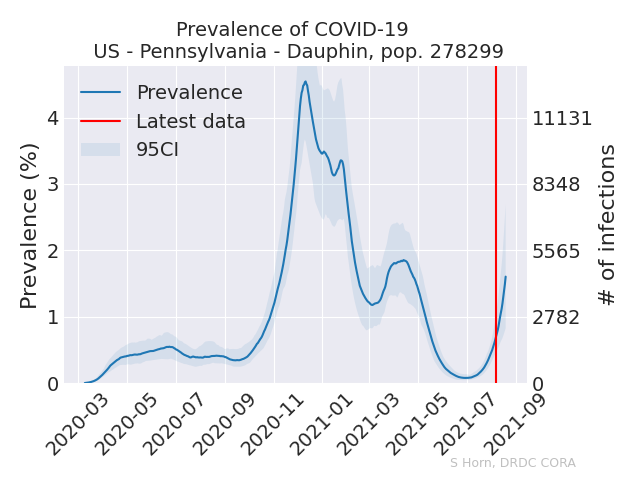 Prevalence of COVID-19
US - Pennsylvania - Dauphin, pop. 278299
Prevalence
Latest data
95CI
Prevalence (%)
4
3
2
1
0
# of infections
11131
8348
5565
2782
0
2020-03
2020-05
2020-07
2020-09
2020-11
2021-01
2021-03
2021-05
2021-07
2021-09
S Horn, DRDC CORA